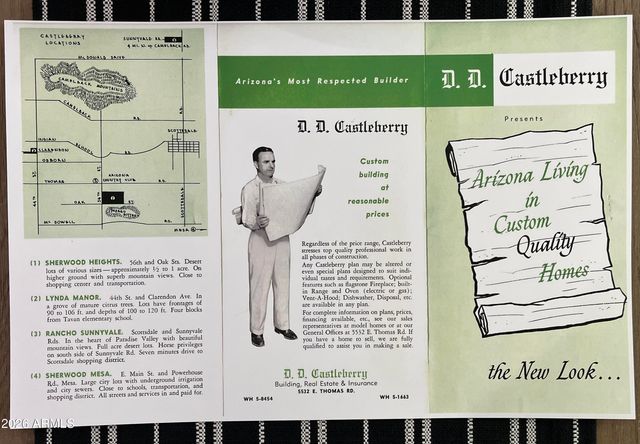 CASTLEBERRY
LOCATIONS
SUNNYVALE RD.
4 MI. N. OF CAMELBACK RD.
McDONALD DRIVE
CAMELBACK MOUNTAINS
CAMELBACK
RD.
INDIAN
SCHOOL
RD.
SCOTTSDALE
CLARENDON
OSBORN
THOMAS
ARIZONA
COUNTRY CLUB
RD.
OAK
McDOWELL
RD.
MESA
(1) SHERWOOD HEIGHTS. 56th and Oak Sts. Desert
lots of various sizes—approximately ½ to 1 acre. On
higher ground with superb mountain views. Close to
shopping center and transportation.
(2) LYNDA MANOR. 44th St. and Clarendon Ave. In
a grove of mature citrus trees. Lots have frontages of
90 to 106 ft. and depths of 100 to 120 ft. Four blocks
from Tavan elementary school.
(3) RANCHO SUNNYVALE. Scottsdale and Sunnyvale
Rds. In the heart of Paradise Valley with beautiful
mountain views. Full acre desert lots. Horse privileges
on south side of Sunnyvale Rd. Seven minutes drive to
Scottsdale shopping district.
(4) SHERWOOD MESA. E. Main St. and Powerhouse
Rd., Mesa. Large city lots with underground irrigation
and city sewers. Close to schools, transportation, and
shopping district. All streets and services in and paid for.
Arizona's Most Respected Builder
D. D. Castleberry
Custom
building
at
reasonable
prices
Regardless of the price range, Castleberry
stresses top quality professional work in
all phases of construction.
Any Castleberry plan may be altered or
even special plans designed to suit individual
tastes and requirements. Optional
features such as flagstone Fireplace; built-
in Range and Oven (electric or gas);
Vent-A-Hood; Dishwasher, Disposal, etc.
are available in any plan.
For complete information on plans, prices,
financing available, etc., see our sales
representatives at model homes or at our
General Offices at 5532 E. Thomas Rd. If
you have a home to sell, we are fully
qualified to assist you in making a sale.
D. D. Castleberry
Building, Real Estate & Insurance
5532 E. THOMAS RD.
WH 5-8454
WH 5-1663
D. D. Castleberry
Presents
Arizona Living
in
Custom
Quality
Homes
the New Look...
2026 ARMLS